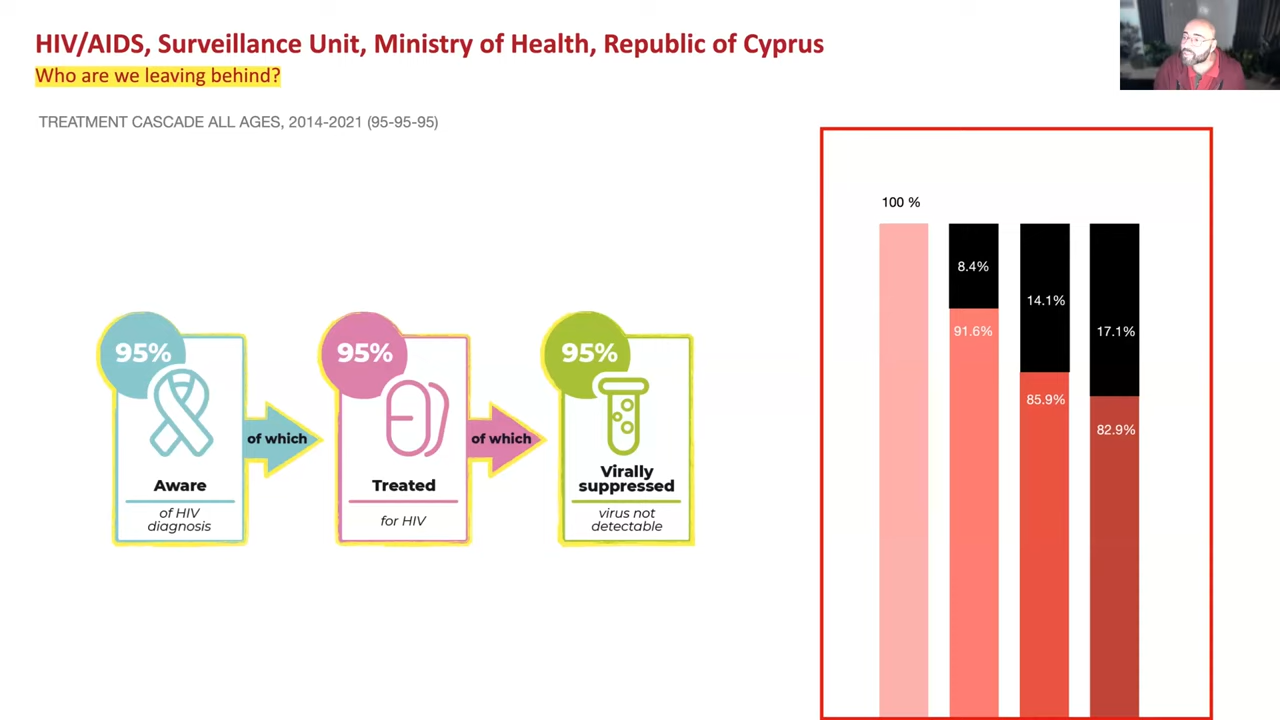 HIV/AIDS, Surveillance Unit, Ministry of Health, Republic of Cyprus
Who are we leaving behind?
TREATMENT CASCADE ALL AGES, 2014-2021 (95-95-95)
95%
Aware
of HIV
diagnosis
of which
95%
Treated
for HIV
of which
95%
Virally
suppressed
virus not
detectable
100 %
8.4%
91.6%
14.1%
85.9%
17.1%
82.9%